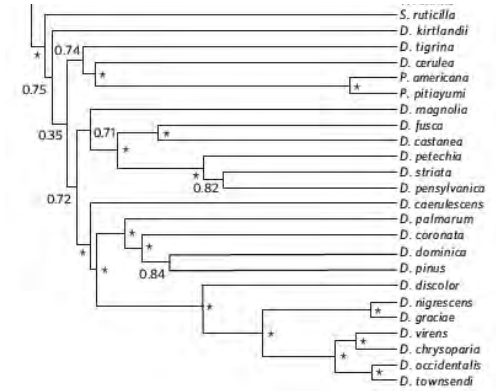 S. ruticilla
D. kirtlandii
0.74 D. tigrina
D. cerulea
* *
P. americana
0.75 *
P. pitiayumi
D. magnolia
0.35 0.71 * D. fusca
* D. castanea
D. petechia
* D. striata
0.72 0.82 D. pensylvanica
D. caerulescens
D. palmarum
* D. coronata
* * D. dominica
* 0.84 D. pinus
D. discolor
* D. nigrescens
* D. graciae
* D. virens
* D. chrysoparia
* D. occidentalis
* D. townsendi